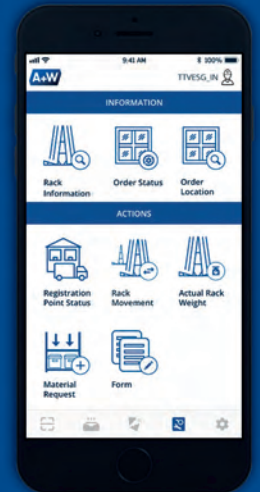 9:41 AM
100%
A+W
TTVESG_IN
INFORMATION
Rack
Information
Order Status
Order
Location
ACTIONS
Registration
Point Status
Rack
Movement
Actual Rack
Weight
Material
Request
Form